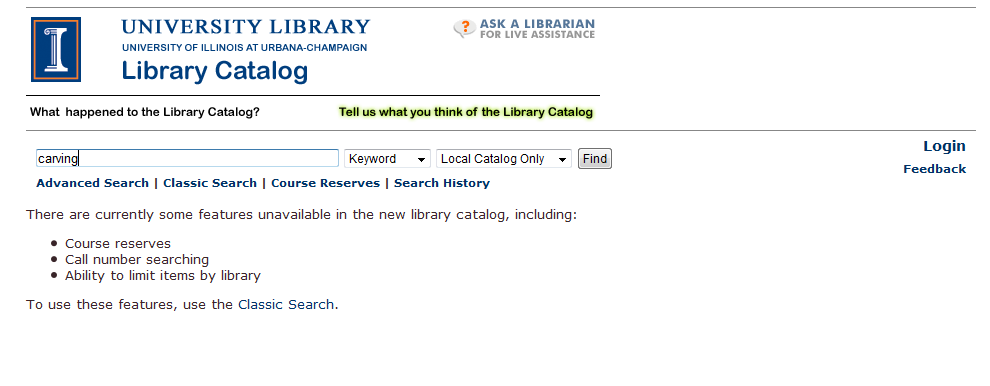 UNIVERSITY LIBRARY
UNIVERSITY OF ILLINOIS AT URBANA-CHAMPAIGN
Library Catalog
? ASK A LIBRARIAN
FOR LIVE ASSISTANCE
What happened to the Library Catalog? Tell us what you think of the Library Catalog
Login
Feedback
carving Keyword Local Catalog Only Find
Advanced Search | Classic Search | Course Reserves | Search History
There are currently some features unavailable in the new library catalog, including:
• Course reserves
• Call number searching
• Ability to limit items by library
To use these features, use the Classic Search.